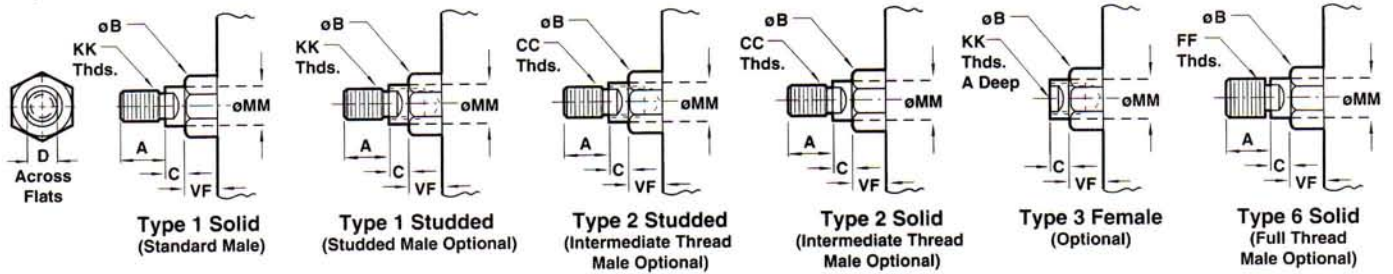 D
Across
Flats
øB
KK
Thds.
øMM
A
C
VF
Type 1 Solid
(Standard Male)
øB
KK
Thds.
øMM
A
C
VF
Type 1 Studded
(Studded Male Optional)
øB
CC
Thds.
øMM
A
C
VF
Type 2 Studded
(Intermediate Thread
Male Optional)
øB
CC
Thds.
øMM
A
C
VF
Type 2 Solid
(Intermediate Thread
Male Optional)
øB
KK
Thds.
A Deep
øMM
C
VF
Type 3 Female
(Optional)
øB
FF
Thds.
øMM
A
C
VF
Type 6 Solid
(Full Thread
Male Optional)